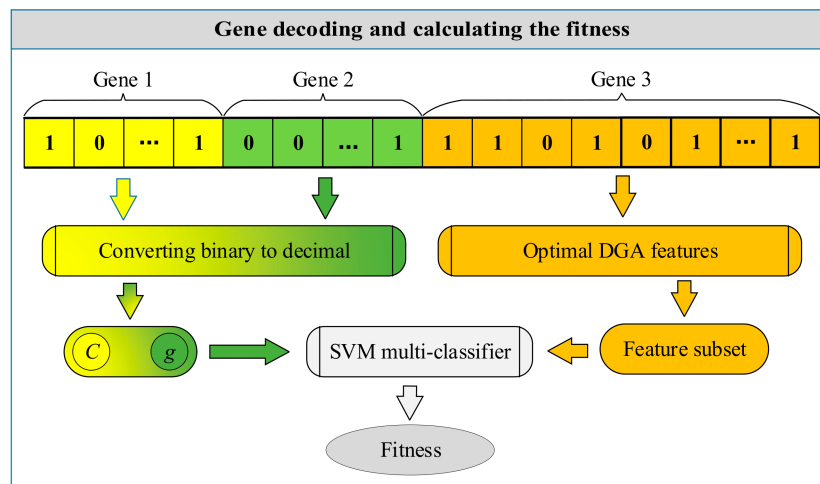 Gene decoding and calculating the fitness
Gene 1 Gene 2 Gene 3
1 0 ... 1 0 0 ... 1 1 1 0 1 0 1 ... 1
Converting binary to decimal Optimal DGA features
C g SVM multi-classifier Feature subset
Fitness